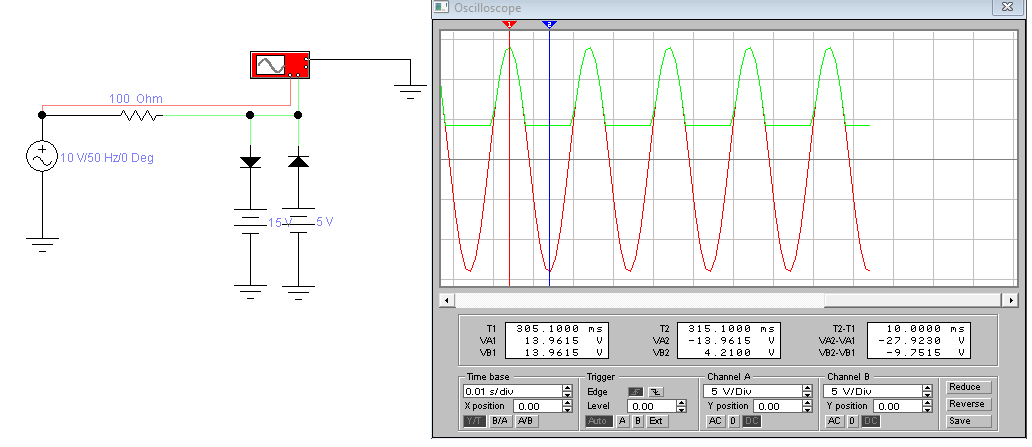 Oscilloscope
1 2
100 Ohm
10 V/50 Hz/0 Deg
15 V
5 V
T1 305.1000 ms T2 315.1000 ms T2-T1 10.0000 ms
VA1 13.9615 V VA2 -13.9615 V VA2-VA1 -27.9230 V
VB1 13.9615 V VB2 4.2100 V VB2-VB1 -9.7515 V
Time base Trigger Channel A Channel B Reduce
0.01 s/div Edge 5 V/Div 5 V/Div
X position 0.00 Level 0.00 Y position 0.00 Y position 0.00 Reverse
Y/T B/A A/B Auto A B Ext AC 0 DC AC 0 DC Save